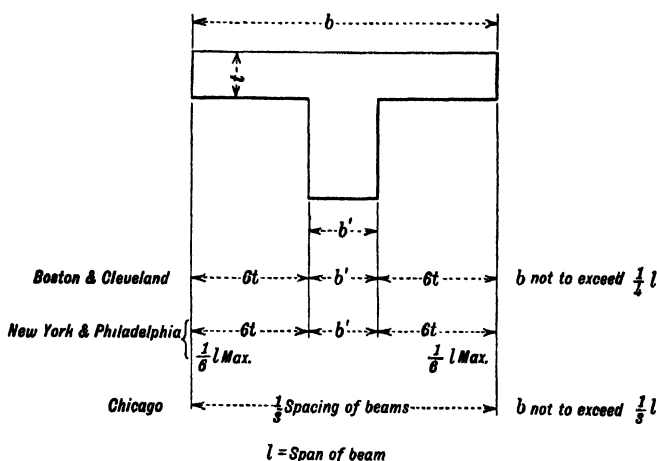 b
t
b'
Boston & Cleveland 6t b' 6t b not to exceed 1/4 l
New York & Philadelphia { 6t b' 6t
1/6 l Max. 1/6 l Max.
Chicago 1/3 Spacing of beams b not to exceed 1/3 l
l = Span of beam